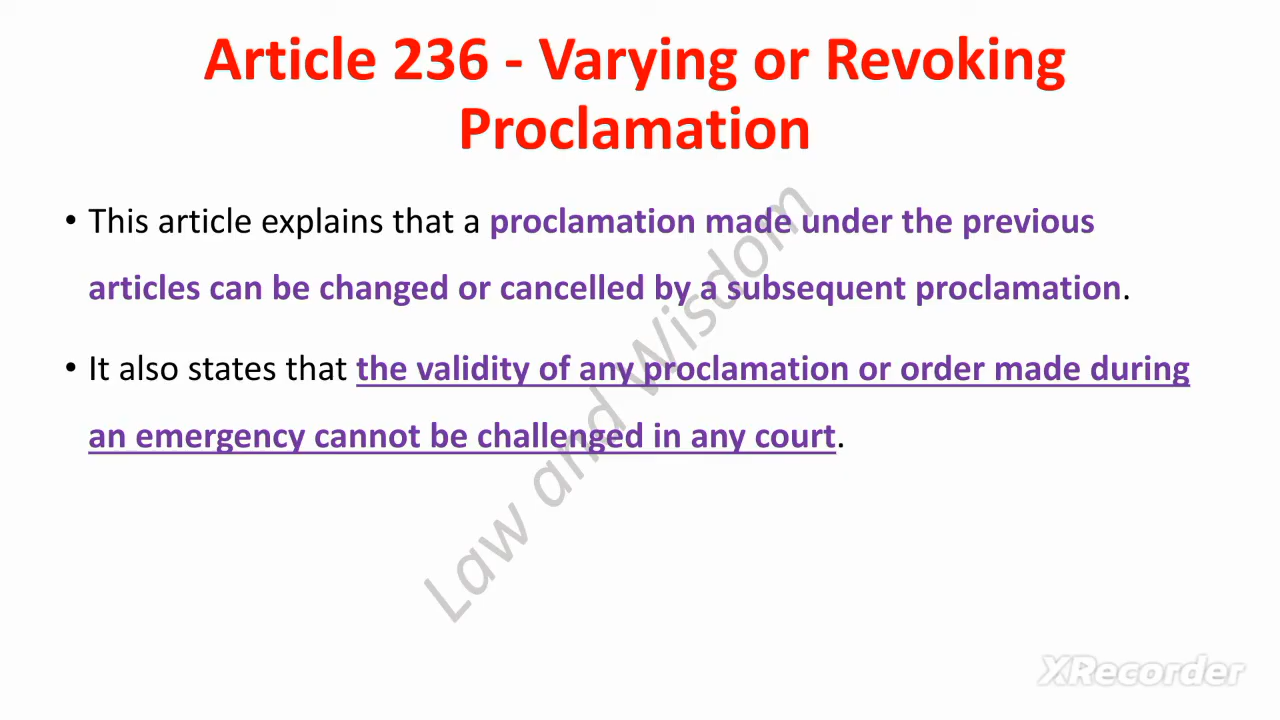 Article 236 - Varying or Revoking
Proclamation
• This article explains that a proclamation made under the previous
articles can be changed or cancelled by a subsequent proclamation.
• It also states that the validity of any proclamation or order made during
an emergency cannot be challenged in any court.
Law and Wisdom
XRecorder